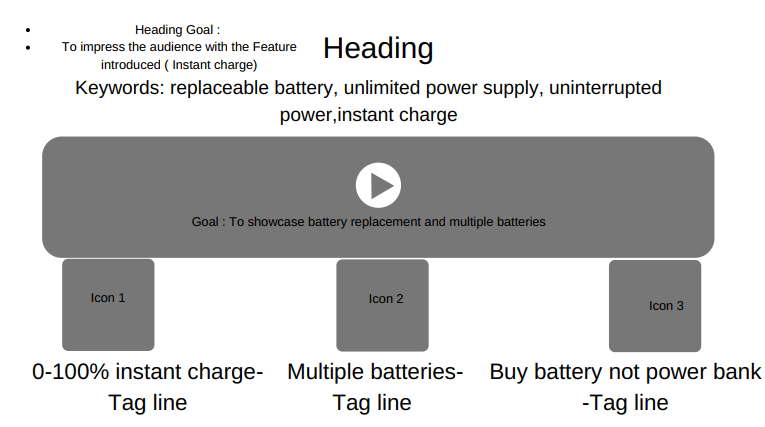 Heading Goal :
To impress the audience with the Feature
introduced ( Instant charge)
Heading
Keywords: replaceable battery, unlimited power supply, uninterrupted
power,instant charge
Goal : To showcase battery replacement and multiple batteries
Icon 1
Icon 2
Icon 3
0-100% instant charge-
Tag line
Multiple batteries-
Tag line
Buy battery not power bank
-Tag line